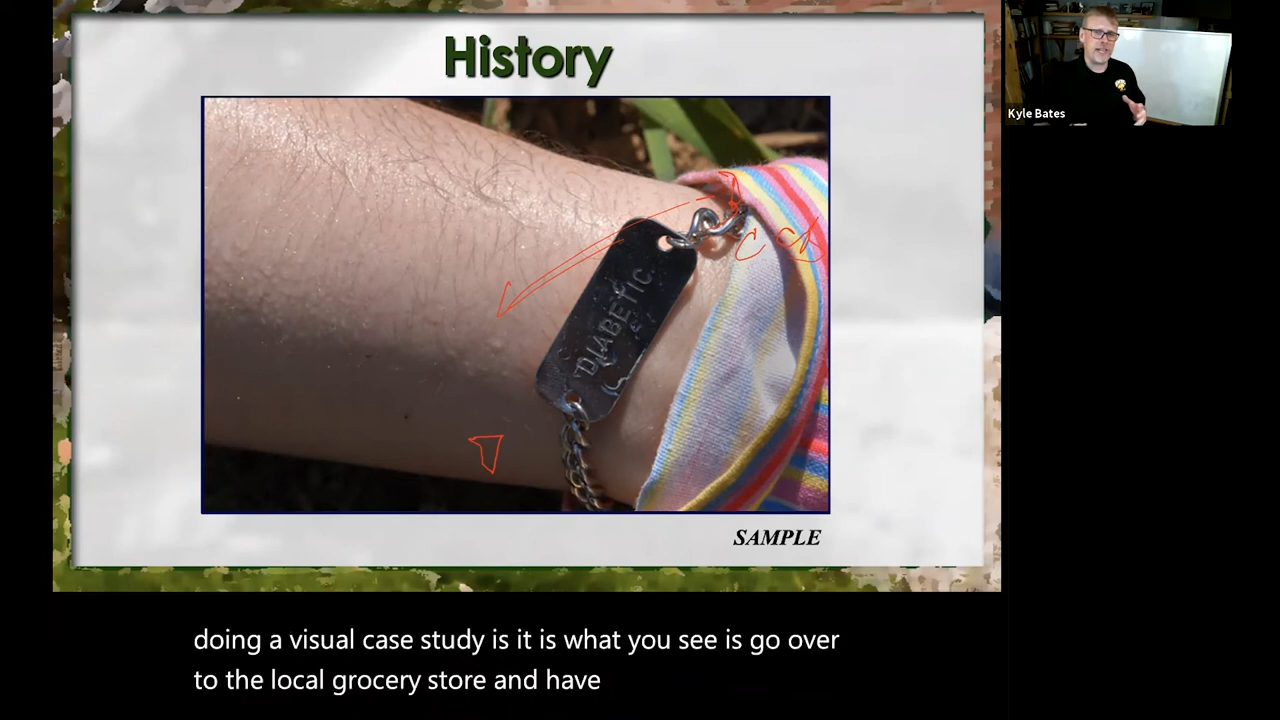 History
Kyle Bates
DIABETIC
SAMPLE
doing a visual case study is it is what you see is go over
to the local grocery store and have